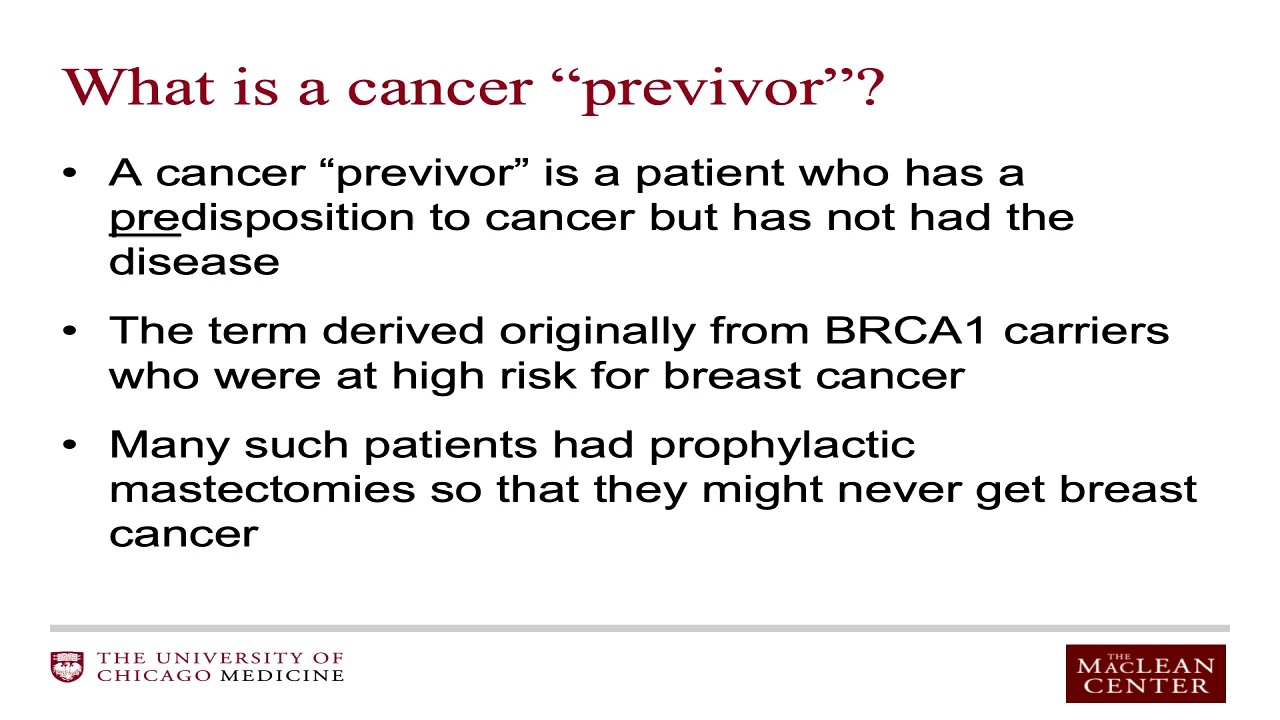 What is a cancer “previvor”?
• A cancer “previvor” is a patient who has a
predisposition to cancer but has not had the
disease
• The term derived originally from BRCA1 carriers
who were at high risk for breast cancer
• Many such patients had prophylactic
mastectomies so that they might never get breast
cancer
THE UNIVERSITY OF
CHICAGO MEDICINE
THE
MACLEAN
CENTER